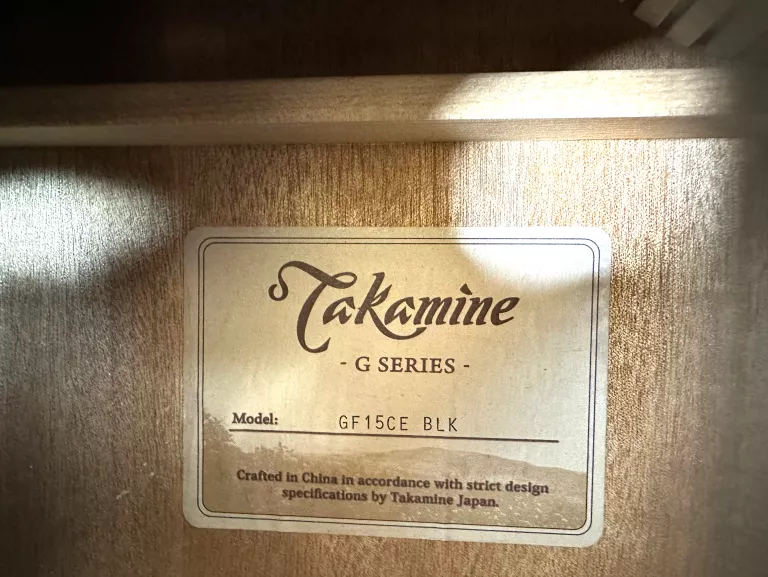 Takamine
- G SERIES -
Model: GF15CE BLK
Crafted in China in accordance with strict design
specifications by Takamine Japan.